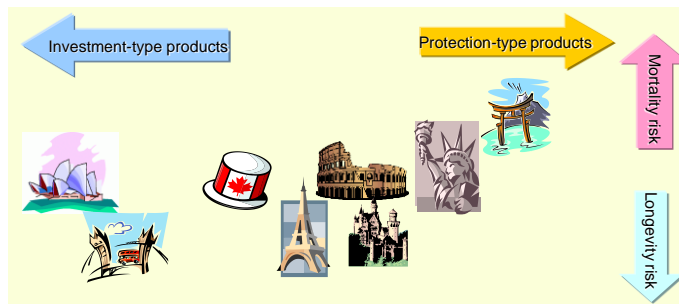 Investment-type products
Protection-type products
Mortality risk
Longevity risk